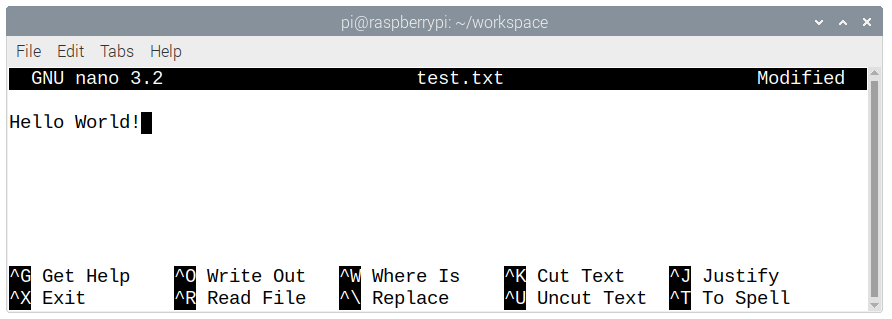 pi@raspberrypi: ~/workspace
File Edit Tabs Help
GNU nano 3.2 test.txt Modified
Hello World!
^G Get Help ^O Write Out ^W Where Is ^K Cut Text ^J Justify
^X Exit ^R Read File ^\ Replace ^U Uncut Text ^T To Spell